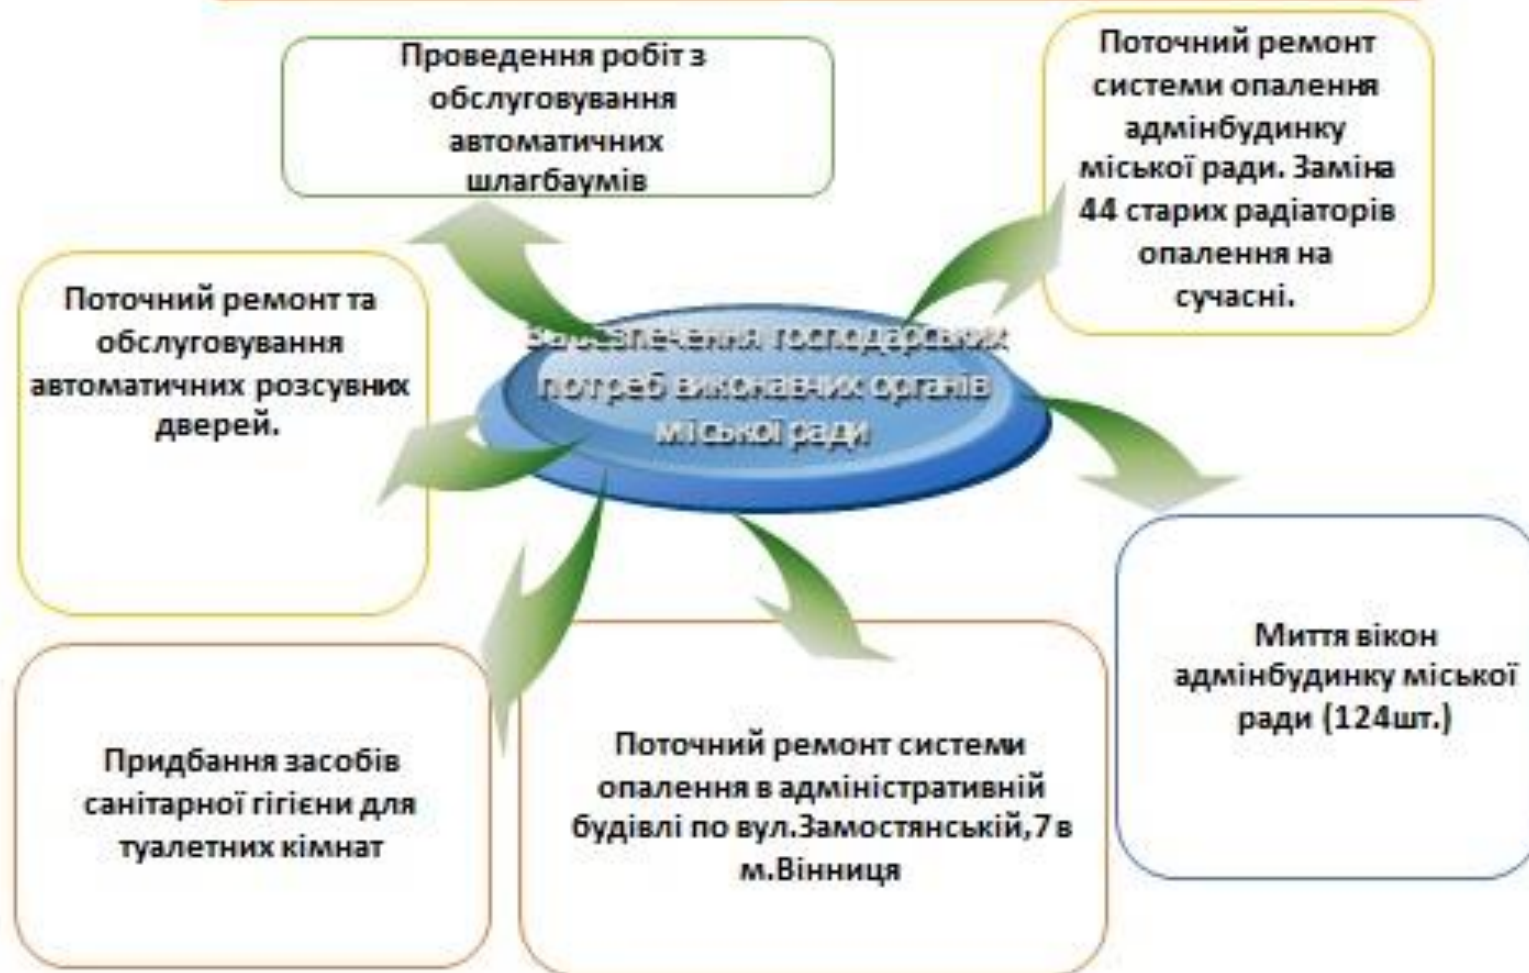 Проведення робіт з
обслуговування
автоматичних
шлагбаумів
Поточний ремонт
системи опалення
адмінбудинку
міської ради. Заміна
44 старих радіаторів
опалення на
сучасні.
Поточний ремонт та
обслуговування
автоматичних розсувних
дверей.
Забезпечення господарських
потреб виконавчих органів
міської ради
Миття вікон
адмінбудинку міської
ради (124шт.)
Придбання засобів
санітарної гігієни для
туалетних кімнат
Поточний ремонт системи
опалення в адміністративній
будівлі по вул.Замостянській,7 в
м.Вінниця